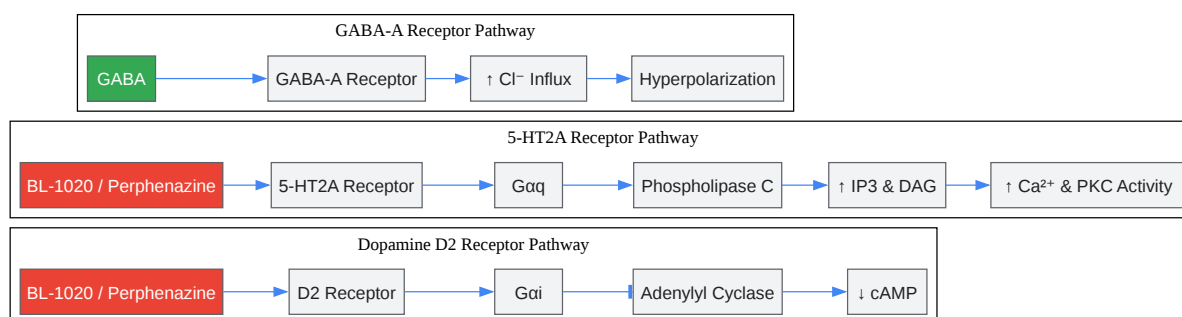 GABA-A Receptor Pathway
GABA
GABA-A Receptor
↑ Cl⁻ Influx
Hyperpolarization
5-HT2A Receptor Pathway
BL-1020 / Perphenazine
5-HT2A Receptor
Gαq
Phospholipase C
↑ IP3 & DAG
↑ Ca²⁺ & PKC Activity
Dopamine D2 Receptor Pathway
BL-1020 / Perphenazine
D2 Receptor
Gαi
Adenylyl Cyclase
↓ cAMP